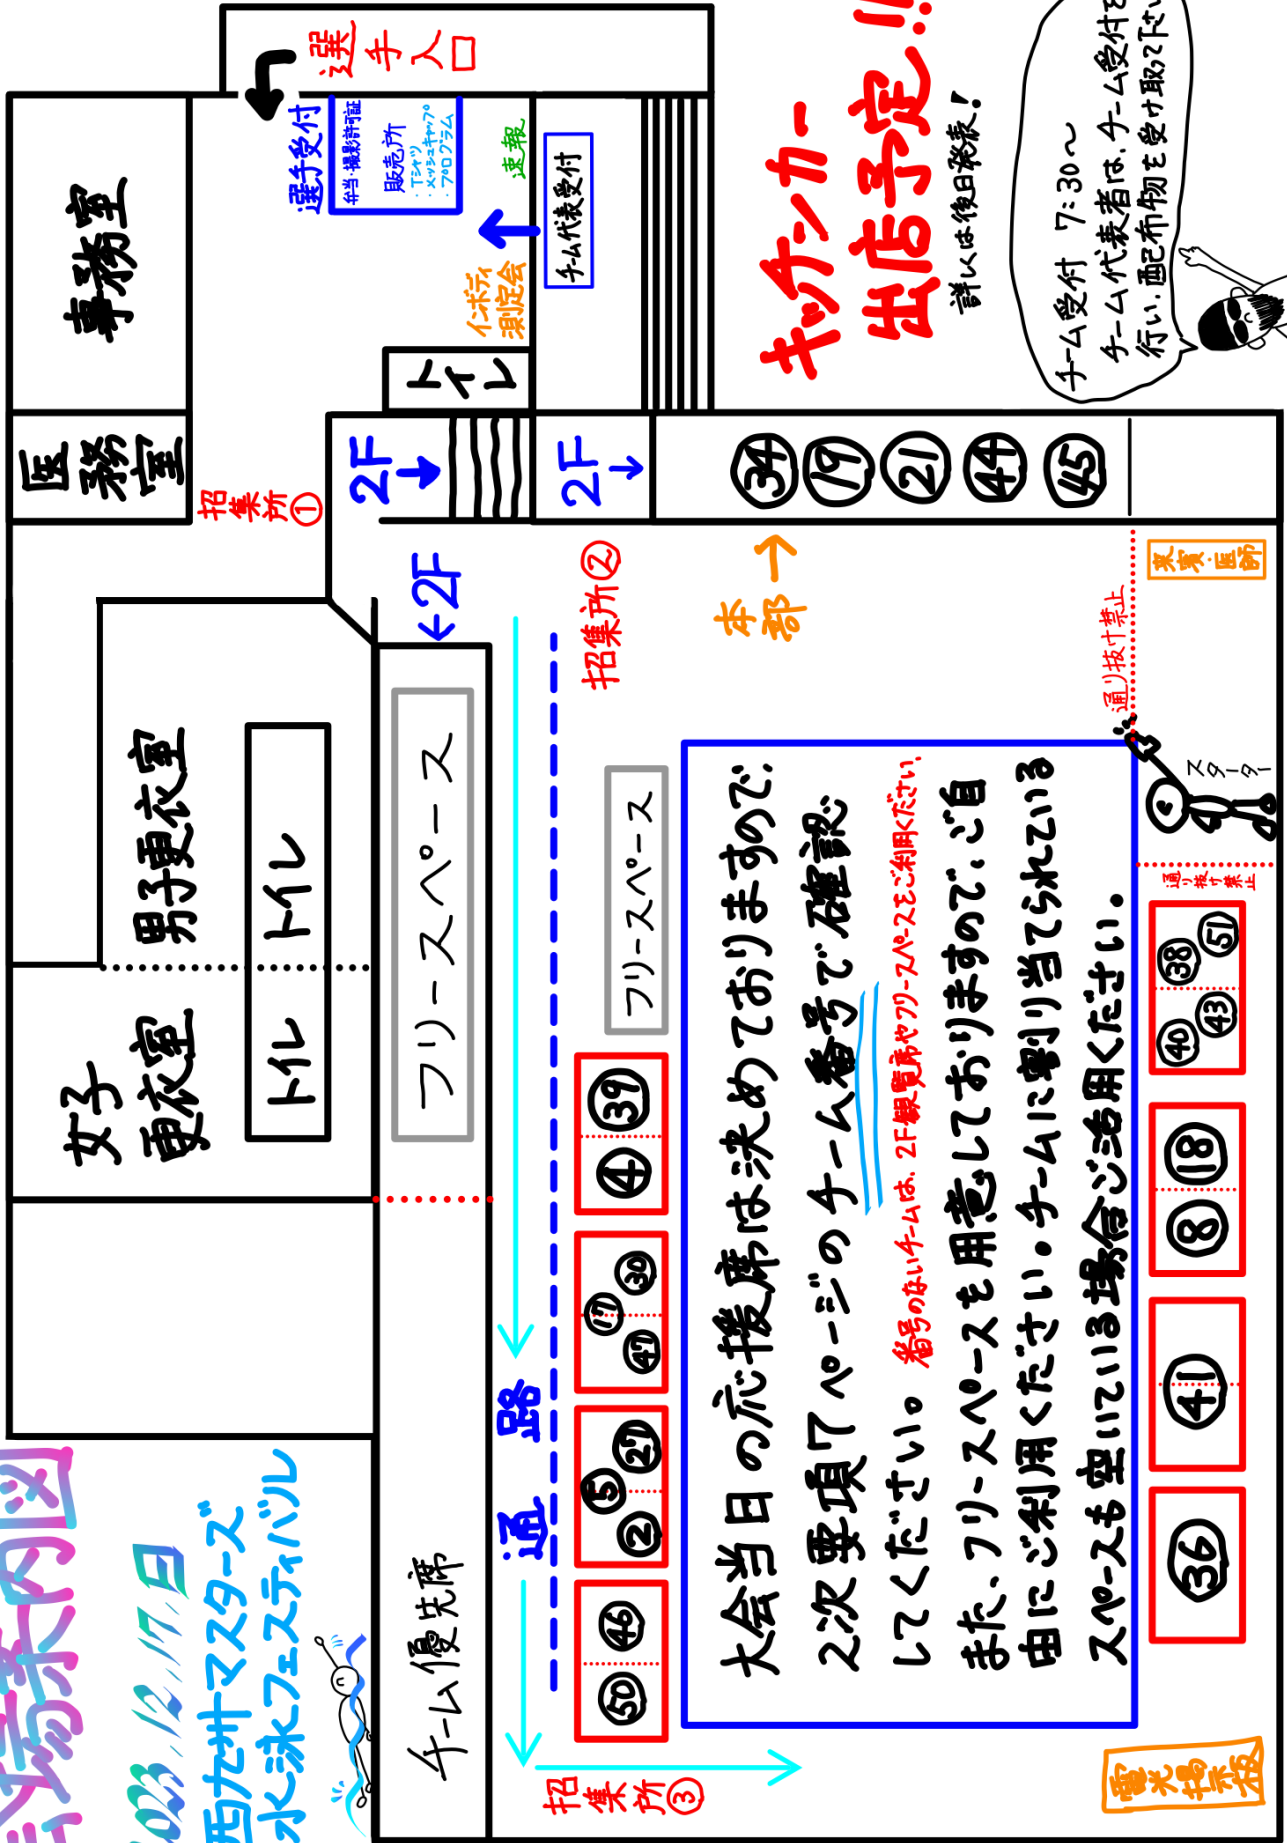 場案内図
2023.12.17.日
西九州マスターズ
水泳フェスティバル
女子
更衣室
男子更衣室
トイレ
トイレ
医務室
事務室
招集所①
選手入口
選手受付
弁当・撮影許可証
販売所
・Tシャツ
・メッシュキャップ
・プログラム
速報
インボディ
測定会
チーム代表受付
トイレ
2F
2F
←2F
チーム優先席
フリースペース
通路
招集所②
招集所③
フリースペース
50
46
2
5
27
47
17
30
4
39
本部
34
19
21
44
45
大会当日の応援席は決めておりますので、
2次要項7ページのチーム番号で確認
してください。
番号のないチームは、2F観覧席やフリースペースをご利用ください。
また、フリースペースを用意しておりますので、ご自
由にご利用ください。チームに割り当てられている
スペースも空いている場合ご活用ください。
電光掲示板
36
41
8
18
40
43
38
51
通り抜け禁止
スターター
通り抜け禁止
来賓・医師
キッチンカー
出店予定!!
詳しくは後日発表!
チーム受付 7:30〜
チーム代表者は、チーム受付を
行い、配布物を受け取って下さい